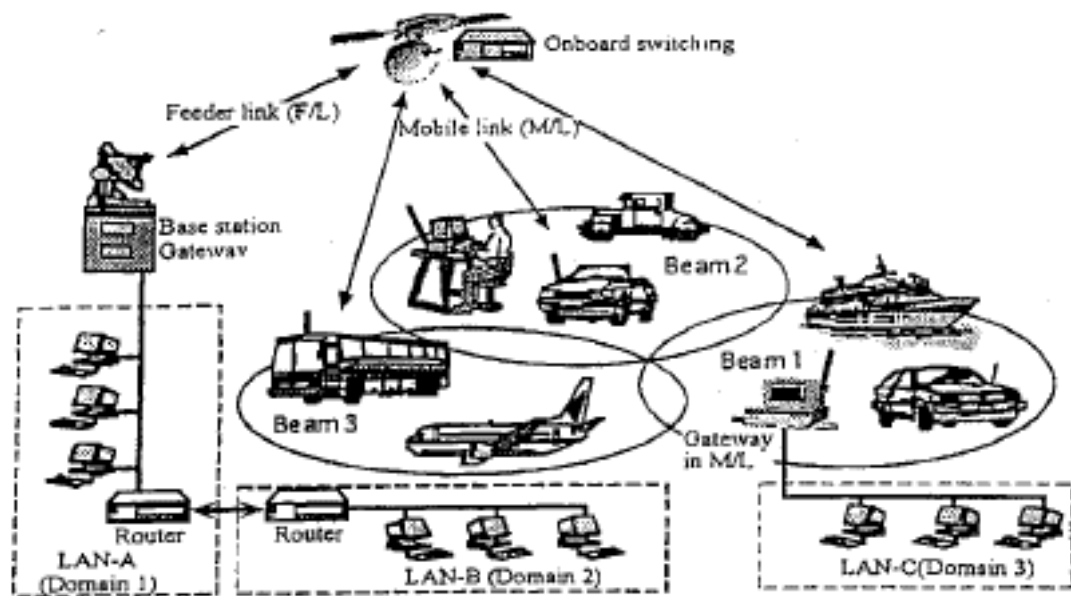 Onboard switching
Feeder link (F/L)
Mobile link (M/L)
Base station
Gateway
Beam 2
Beam 1
Beam 3
Gateway
in M/L
Router
Router
LAN-A
(Domain 1)
LAN-B (Domain 2)
LAN-C(Domain 3)